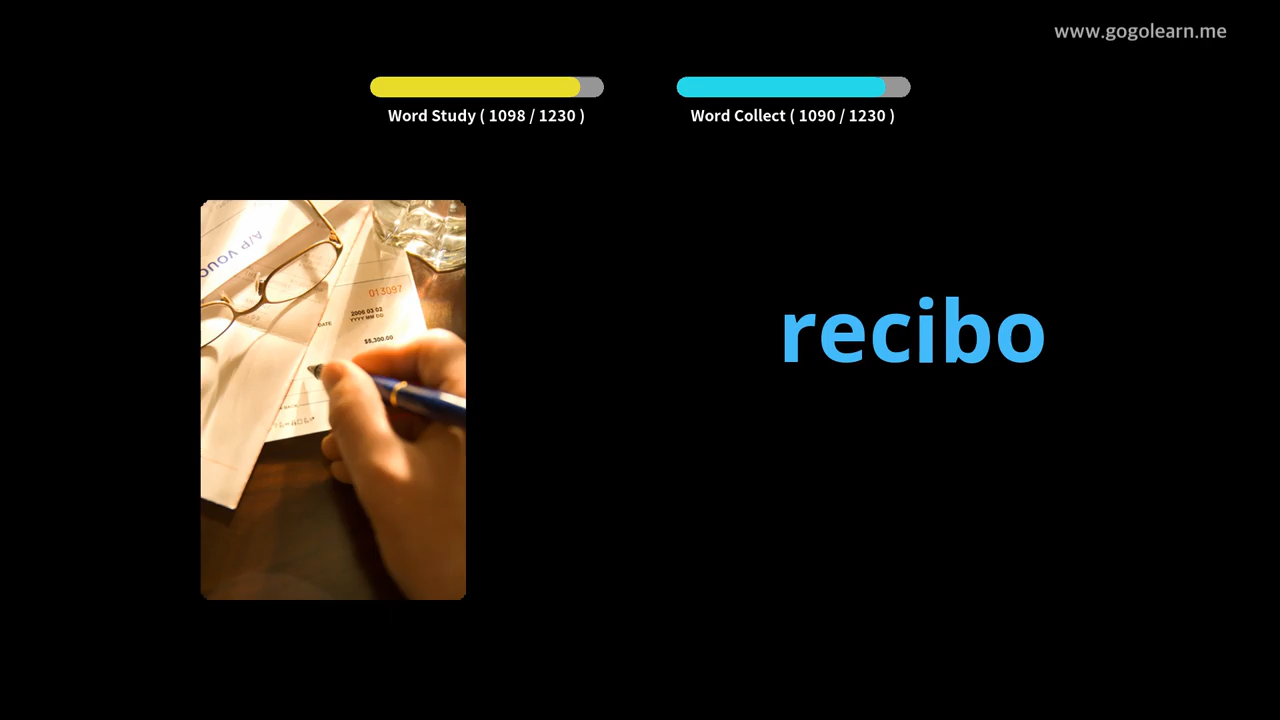 www.gogolearn.me
Word Study ( 1098 / 1230 )
Word Collect ( 1090 / 1230 )
A/P VOUC
013097
2006 03 02
YYYY MM DD
DATE
$5,300.00
recibo